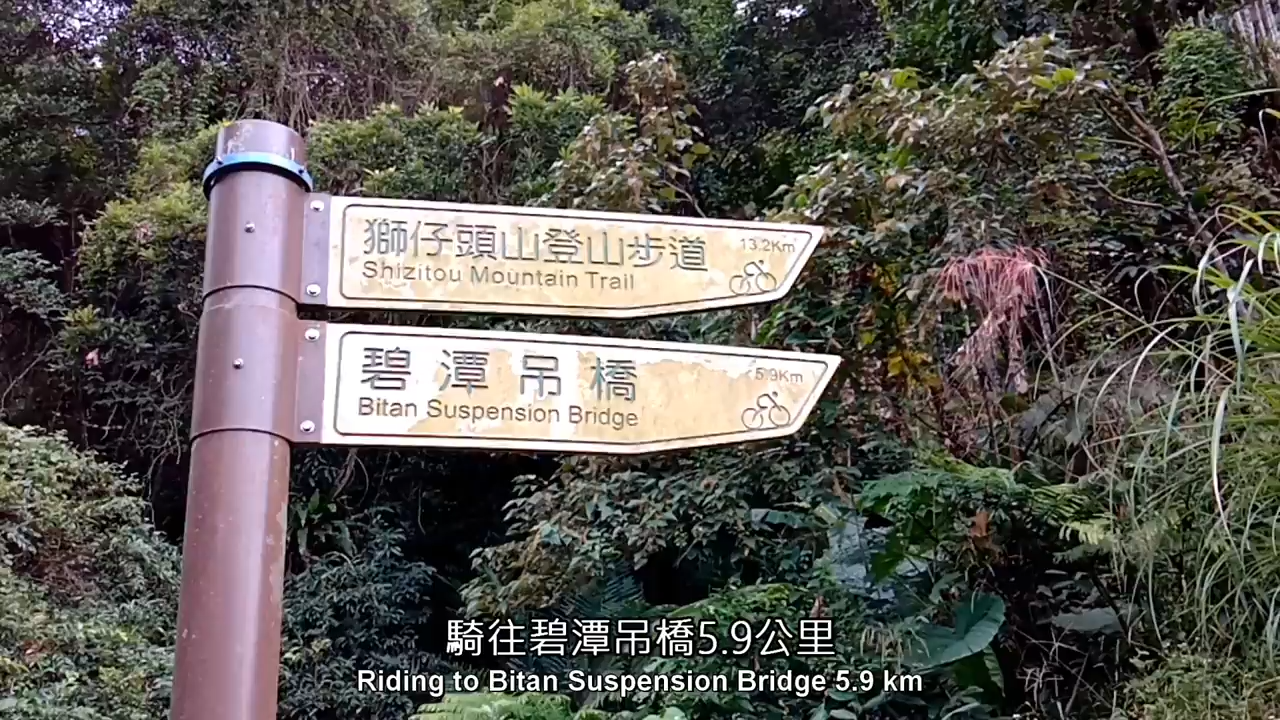 獅仔頭山登山步道
13.2Km
Shizitou Mountain Trail
碧潭吊橋
5.9Km
Bitan Suspension Bridge
騎往碧潭吊橋5.9公里
Riding to Bitan Suspension Bridge 5.9 km